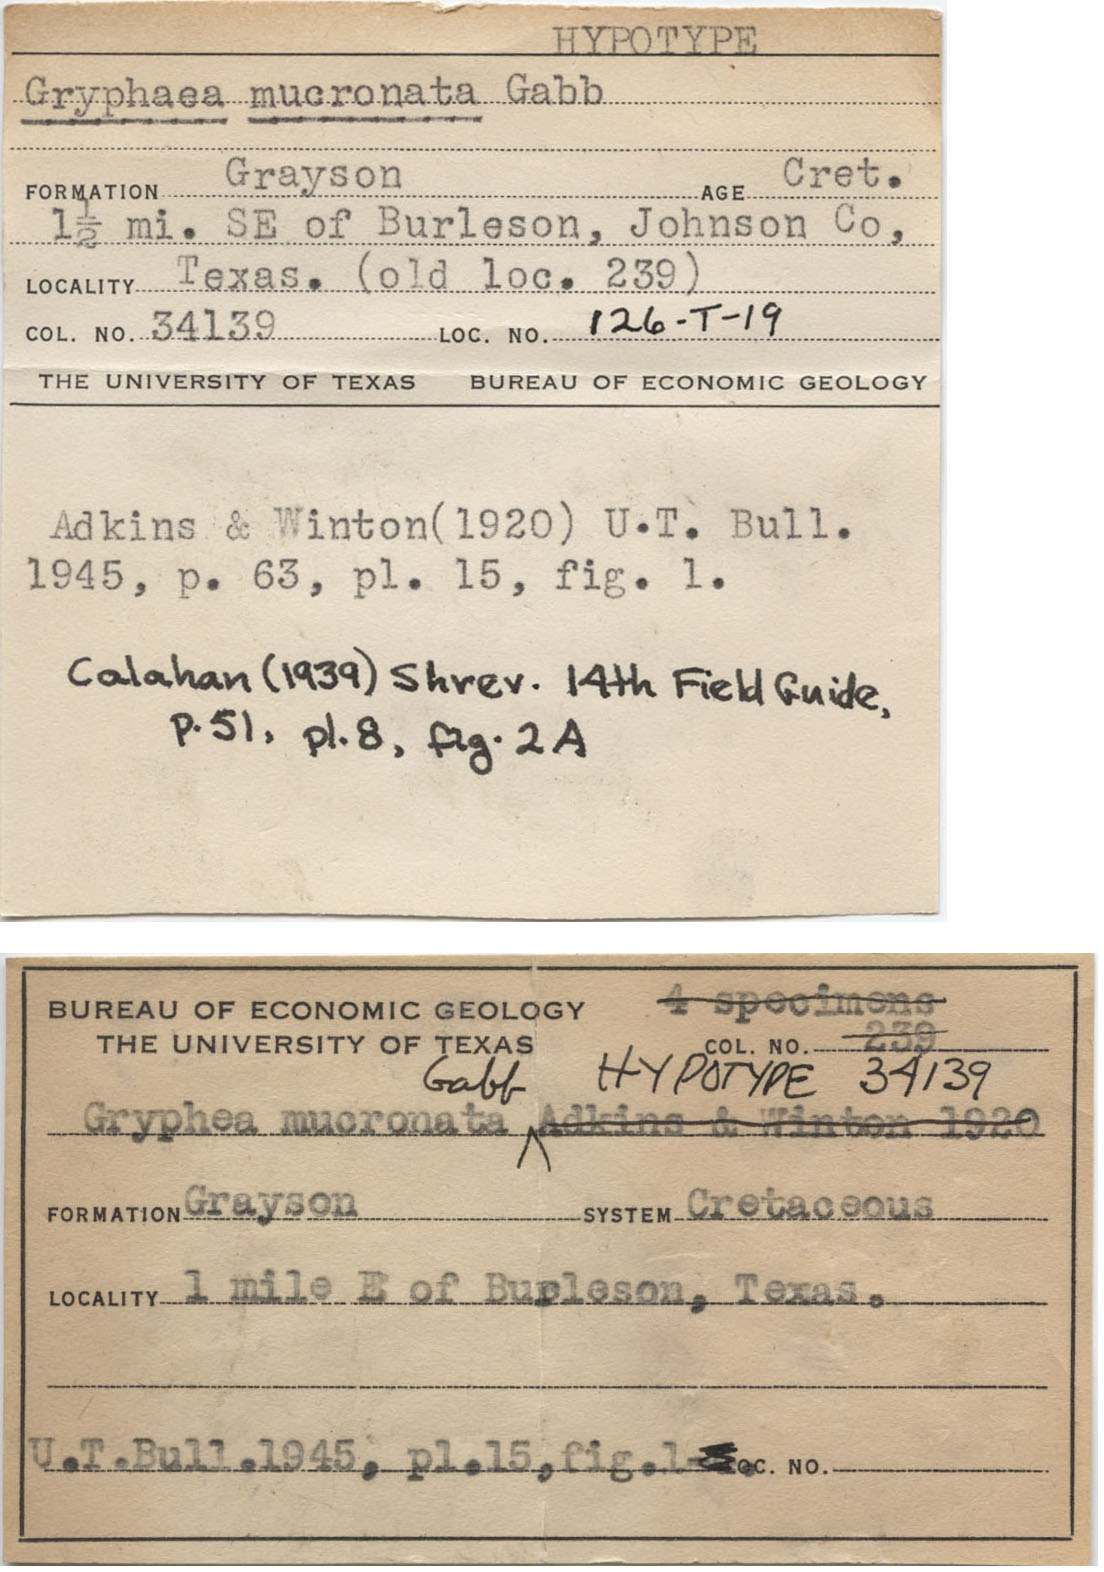 HYPOTYPE
Gryphaea mucronata Gabb
FORMATION Grayson AGE Cret.
1½ mi. SE of Burleson, Johnson Co,
LOCALITY Texas. (old loc. 239)
COL. NO. 34139 LOC. NO. 126-T-19
THE UNIVERSITY OF TEXAS BUREAU OF ECONOMIC GEOLOGY
Adkins & Winton(1920) U.T. Bull.
1945, p. 63, pl. 15, fig. 1.
Calahan (1939) Shrev. 14th Field Guide,
p. 51, pl. 8, fig. 2A
BUREAU OF ECONOMIC GEOLOGY 4 specimens
THE UNIVERSITY OF TEXAS COL. NO. 239
Gabb HYPOTYPE 34139
Gryphea mucronata Adkins & Winton 1920
FORMATION Grayson SYSTEM Cretaceous
LOCALITY 1 mile E of Burleson, Texas.
U.T.Bull.1945, pl.15,fig.1 LOC. NO.